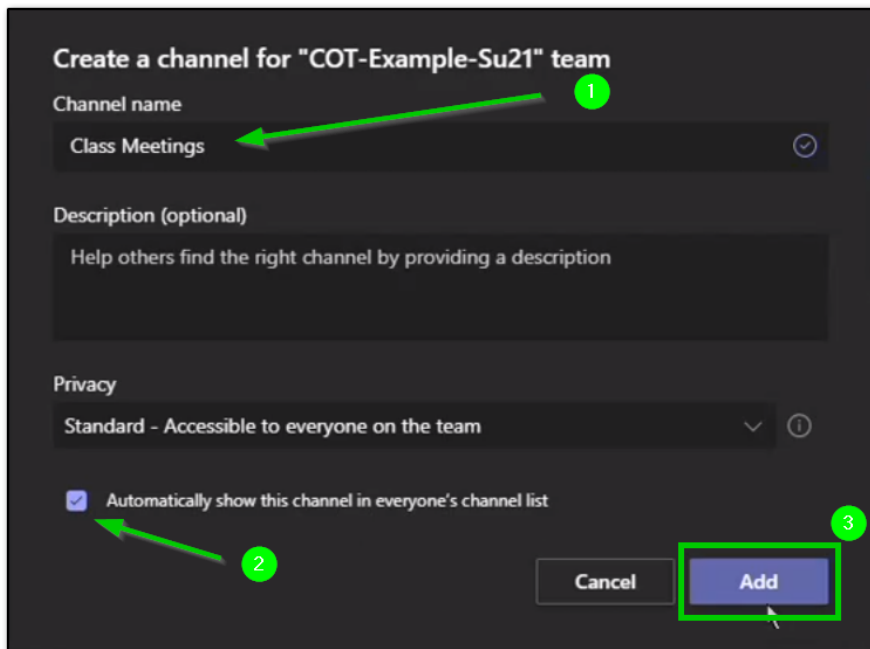 Create a channel for "COT-Example-Su21" team
1
Channel name
Class Meetings
Description (optional)
Help others find the right channel by providing a description
Privacy
Standard - Accessible to everyone on the team
Automatically show this channel in everyone's channel list
2
3
Cancel
Add